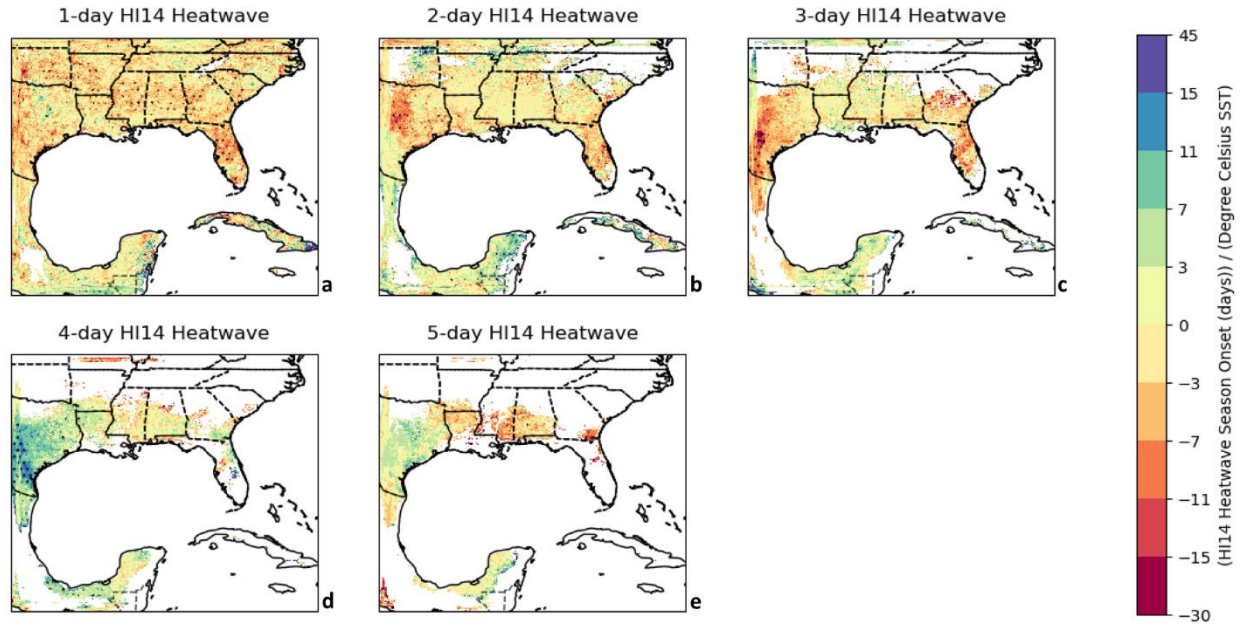 1-day HI14 Heatwave
2-day HI14 Heatwave
3-day HI14 Heatwave
a
b
c
4-day HI14 Heatwave
5-day HI14 Heatwave
d
e
45
15
11
7
3
0
−3
−7
−11
−15
−30
(HI14 Heatwave Season Onset (days)) / (Degree Celsius SST)